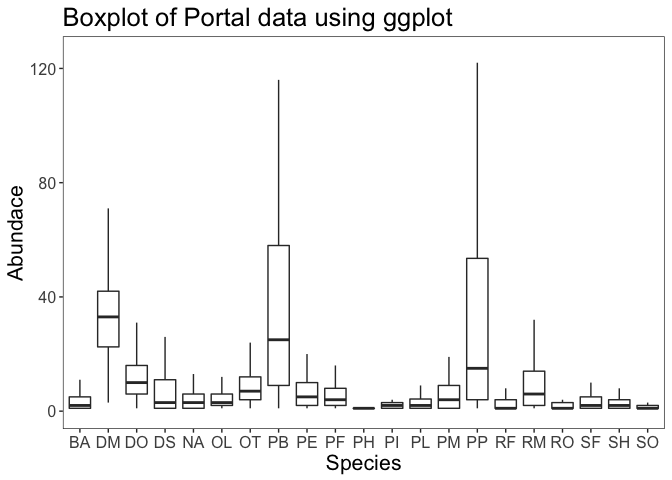 Boxplot of Portal data using ggplot
Abundace
120
80
40
0
BA DM DO DS NA OL OT PB PE PF PH PI PL PM PP RF RM RO SF SH SO
Species